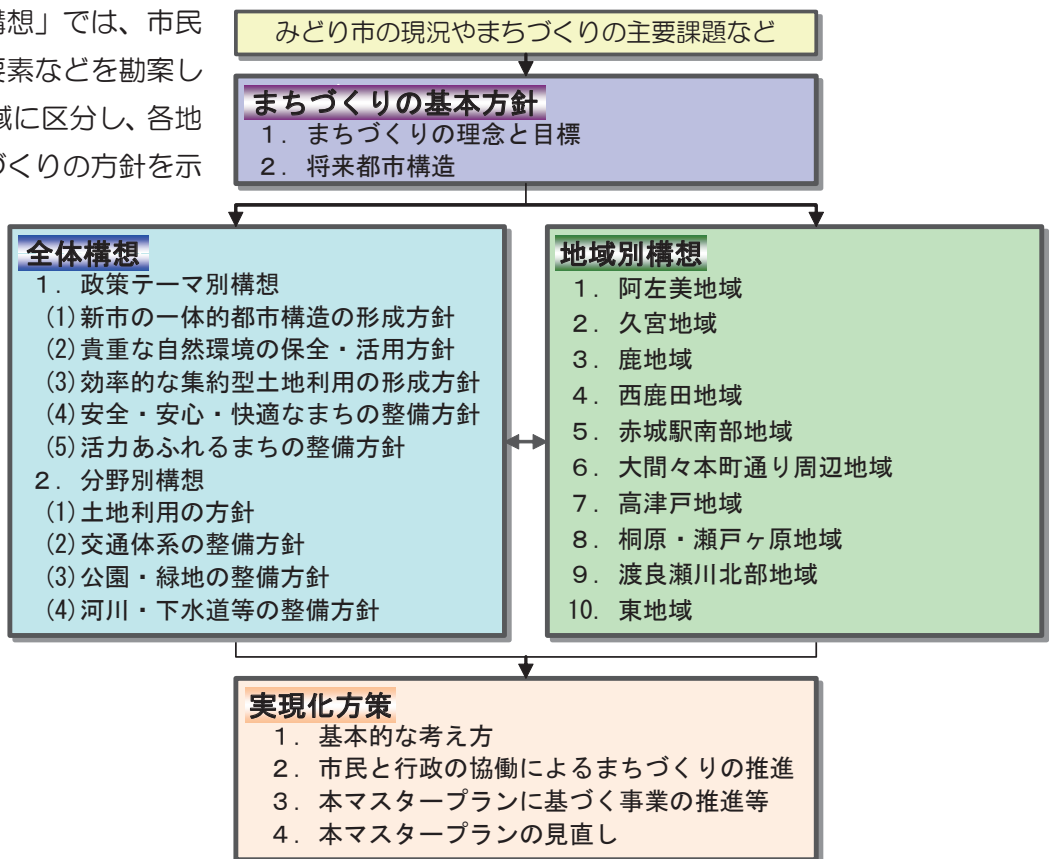 構想」では、市民
要素などを勘案し
域に区分し、各地
づくりの方針を示
みどり市の現況やまちづくりの主要課題など
まちづくりの基本方針
1. まちづくりの理念と目標
2. 将来都市構造
全体構想
1. 政策テーマ別構想
(1)新市の一体的都市構造の形成方針
(2)貴重な自然環境の保全・活用方針
(3)効率的な集約型土地利用の形成方針
(4)安全・安心・快適なまちの整備方針
(5)活力あふれるまちの整備方針
2. 分野別構想
(1)土地利用の方針
(2)交通体系の整備方針
(3)公園・緑地の整備方針
(4)河川・下水道等の整備方針
地域別構想
1. 阿左美地域
2. 久宮地域
3. 鹿地域
4. 西鹿田地域
5. 赤城駅南部地域
6. 大間々本町通り周辺地域
7. 高津戸地域
8. 桐原・瀬戸ヶ原地域
9. 渡良瀬川北部地域
10. 東地域
実現化方策
1. 基本的な考え方
2. 市民と行政の協働によるまちづくりの推進
3. 本マスタープランに基づく事業の推進等
4. 本マスタープランの見直し